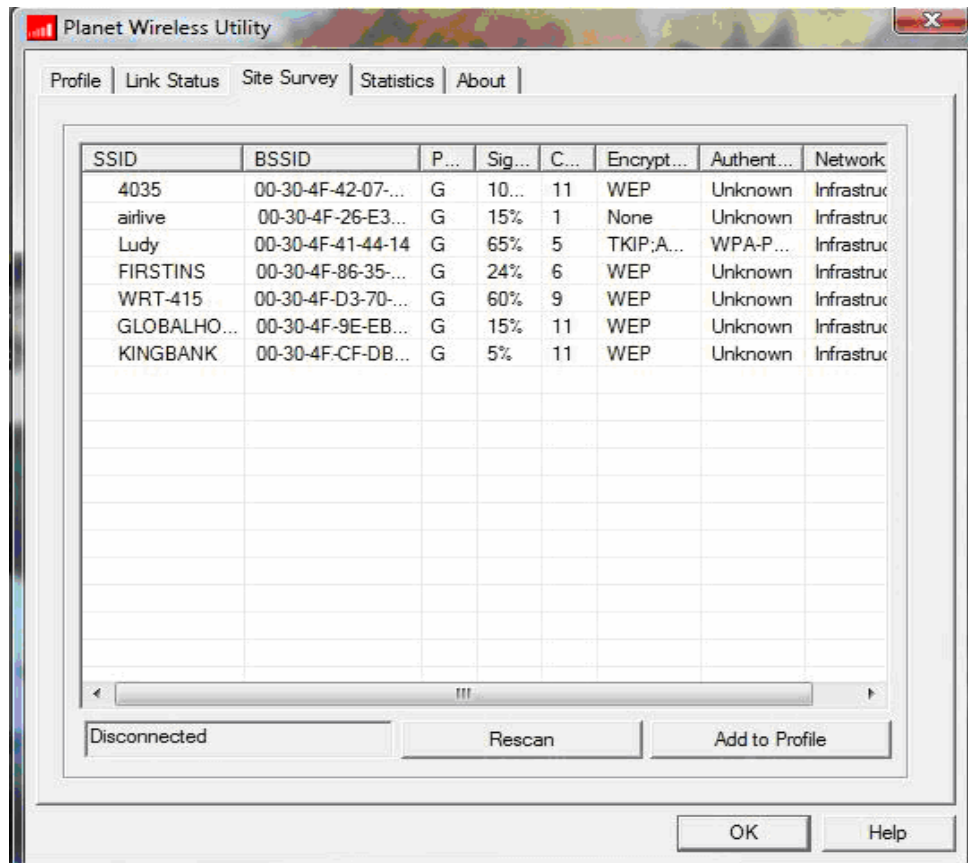 Planet Wireless Utility
Profile Link Status Site Survey Statistics About
SSID BSSID P... Sig... C... Encrypt... Authent... Network
4035 00-30-4F-42-07-... G 10... 11 WEP Unknown Infrastruc
airlive 00-30-4F-26-E3... G 15% 1 None Unknown Infrastruc
Ludy 00-30-4F-41-44-14 G 65% 5 TKIP;A... WPA-P... Infrastruc
FIRSTINS 00-30-4F-86-35-... G 24% 6 WEP Unknown Infrastruc
WRT-415 00-30-4F-D3-70-... G 60% 9 WEP Unknown Infrastruc
GLOBALHO... 00-30-4F-9E-EB... G 15% 11 WEP Unknown Infrastruc
KINGBANK 00-30-4F-CF-DB... G 5% 11 WEP Unknown Infrastruc
Disconnected Rescan Add to Profile
OK Help